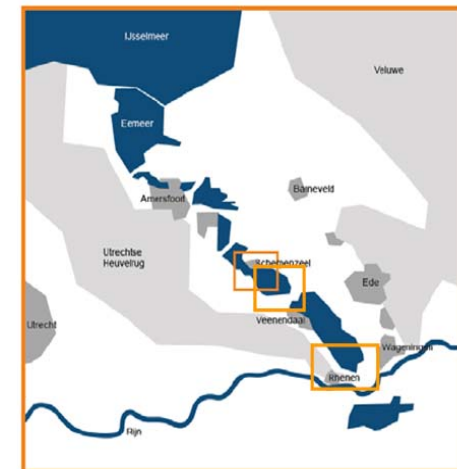 IJsselmeer
Veluwe
Eemeer
Barneveld
Amersfoort
Utrechtse
Heuvelrug
Scherpenzeel
Ede
Utrecht
Veenendaal
Wageningen
Rhenen
Rijn